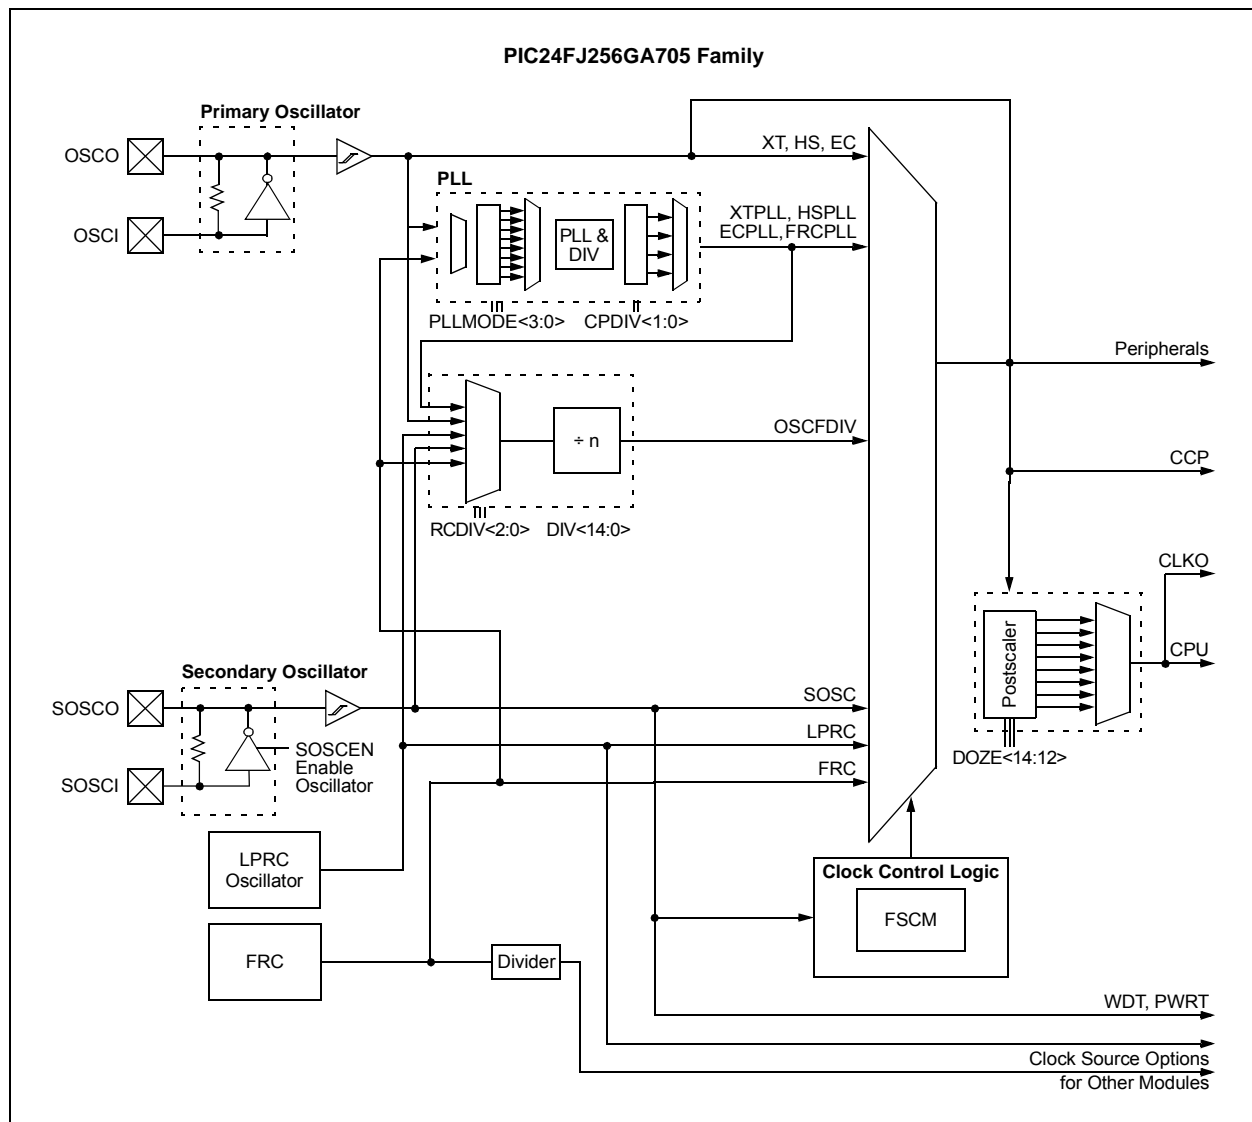 PIC24FJ256GA705 Family
Primary Oscillator
OSCO
XT, HS, EC
PLL
XTPLL, HSPLL
ECPLL,FRCPLL
OSCI
PLL &
DIV
PLLMODE<3:0>
CPDIV<1:0>
Peripherals
OSCFDIV
÷ n
CCP
RCDIV<2:0>
DIV<14:0>
CLKO
Postscaler
CPU
Secondary Oscillator
SOSCO
SOSC
LPRC
SOSCEN
Enable
Oscillator
DOZE<14:12>
SOSCI
FRC
LPRC
Oscillator
Clock Control Logic
FSCM
FRC
Divider
WDT, PWRT
Clock Source Options
for Other Modules